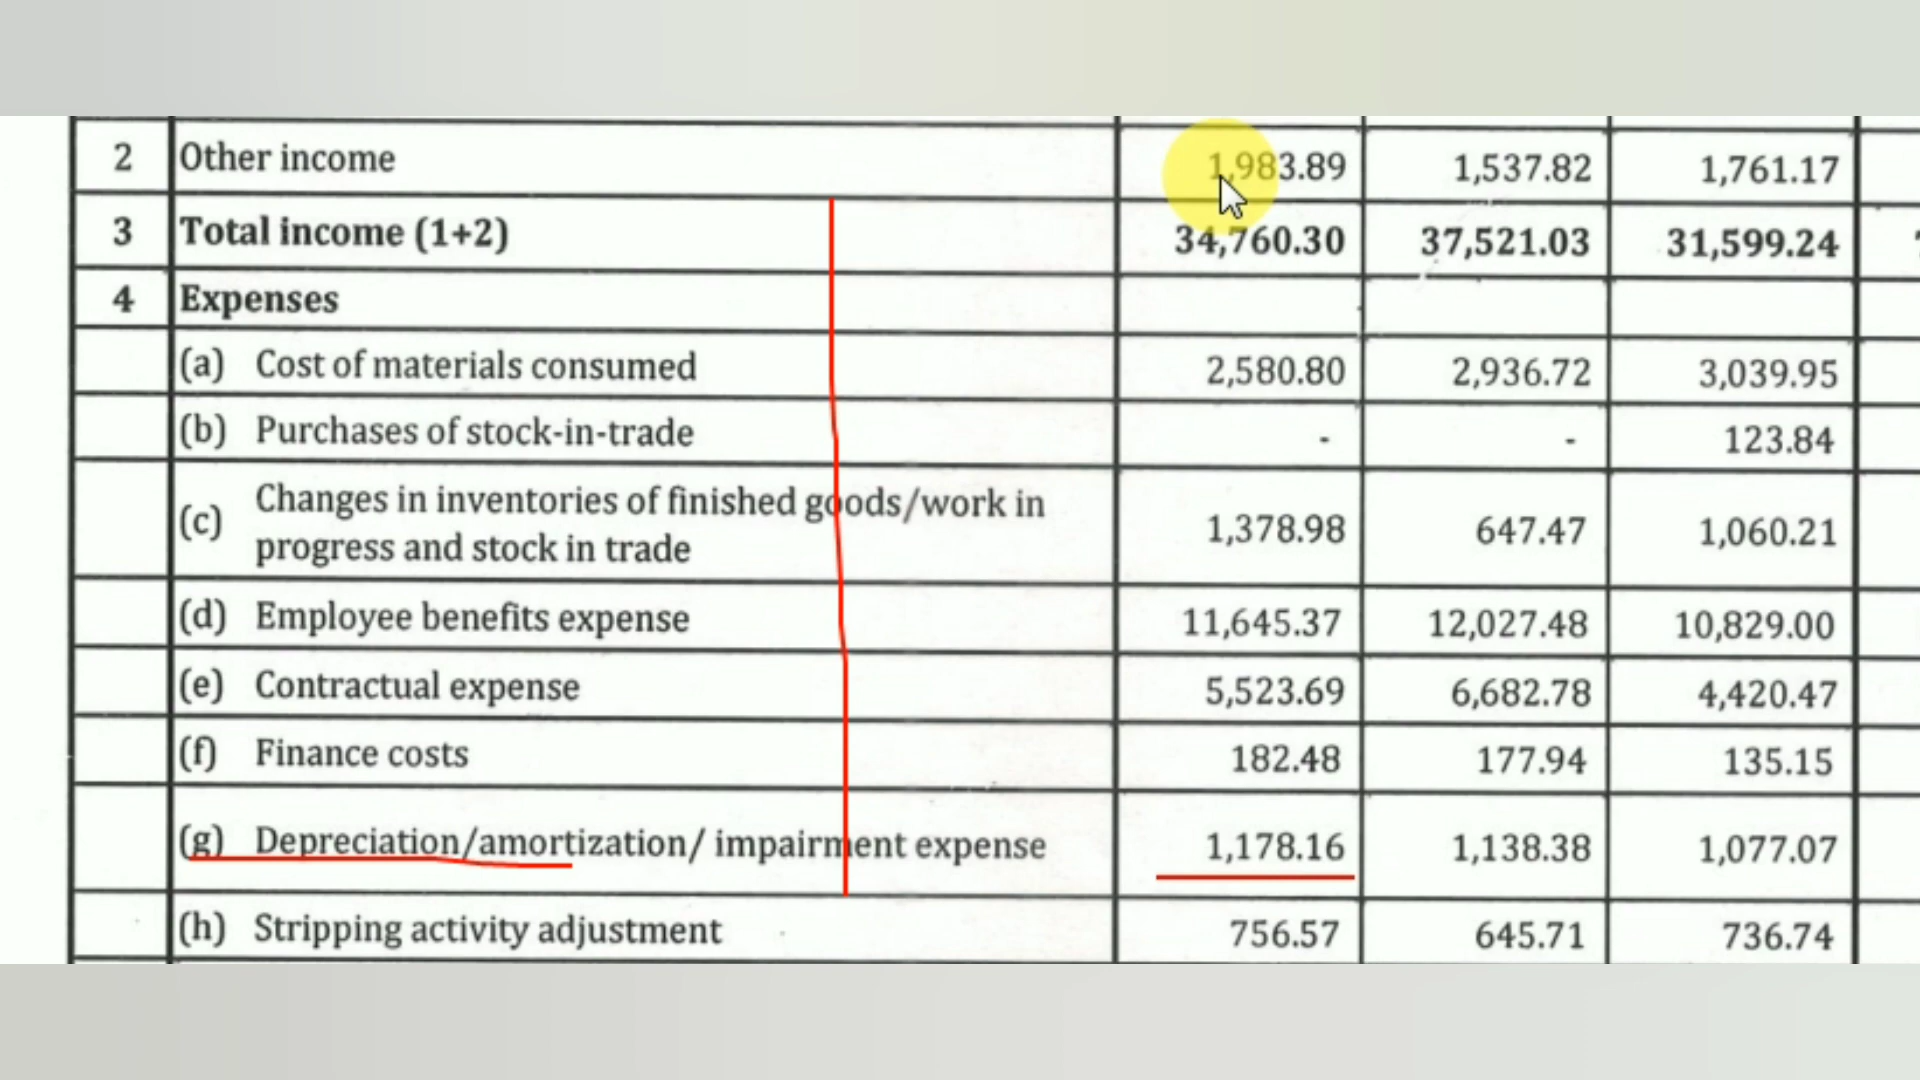 2 Other income 1,983.89 1,537.82 1,761.17
3 Total income (1+2) 34,760.30 37,521.03 31,599.24
4 Expenses
(a) Cost of materials consumed 2,580.80 2,936.72 3,039.95
(b) Purchases of stock-in-trade - - 123.84
(c) Changes in inventories of finished goods/work in
progress and stock in trade 1,378.98 647.47 1,060.21
(d) Employee benefits expense 11,645.37 12,027.48 10,829.00
(e) Contractual expense 5,523.69 6,682.78 4,420.47
(f) Finance costs 182.48 177.94 135.15
(g) Depreciation/amortization/ impairment expense 1,178.16 1,138.38 1,077.07
(h) Stripping activity adjustment 756.57 645.71 736.74